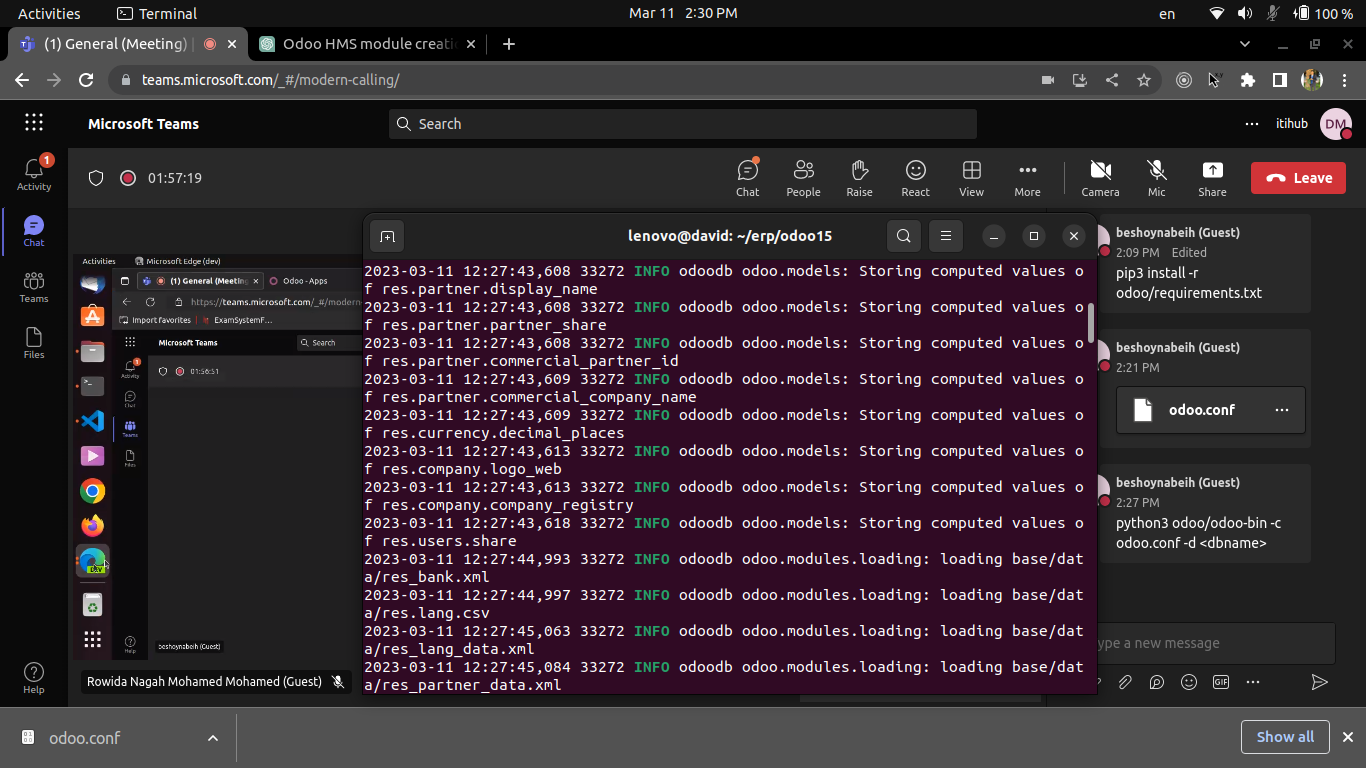 Activities
Terminal
Mar 11 2:30 PM
en
100 %
(1) General (Meeting) |
Odoo HMS module creati
teams.microsoft.com/_#/modern-calling/
Microsoft Teams
Search
itihub
DM
1
Activity
Chat
Teams
Files
Help
01:57:19
Chat
People
Raise
React
View
More
Camera
Mic
Share
Leave
Activities
Microsoft Edge (dev)
(1) General (Meeting
Odoo - Apps
https://teams.microsoft.com/_#/modern-
Import favorites
ExamSystemF...
Microsoft Teams
Search
Activity
Chat
Teams
Files
Help
01:56:51
DEV
beshoynabeih (Guest)
Rowida Nagah Mohamed Mohamed (Guest)
lenovo@david: ~/erp/odoo15
2023-03-11 12:27:43,608 33272 INFO odoodb odoo.models: Storing computed values o
f res.partner.display_name
2023-03-11 12:27:43,608 33272 INFO odoodb odoo.models: Storing computed values o
f res.partner.partner_share
2023-03-11 12:27:43,608 33272 INFO odoodb odoo.models: Storing computed values o
f res.partner.commercial_partner_id
2023-03-11 12:27:43,609 33272 INFO odoodb odoo.models: Storing computed values o
f res.partner.commercial_company_name
2023-03-11 12:27:43,609 33272 INFO odoodb odoo.models: Storing computed values o
f res.currency.decimal_places
2023-03-11 12:27:43,613 33272 INFO odoodb odoo.models: Storing computed values o
f res.company.logo_web
2023-03-11 12:27:43,613 33272 INFO odoodb odoo.models: Storing computed values o
f res.company.company_registry
2023-03-11 12:27:43,618 33272 INFO odoodb odoo.models: Storing computed values o
f res.users.share
2023-03-11 12:27:44,993 33272 INFO odoodb odoo.modules.loading: loading base/dat
a/res_bank.xml
2023-03-11 12:27:44,997 33272 INFO odoodb odoo.modules.loading: loading base/dat
a/res.lang.csv
2023-03-11 12:27:45,063 33272 INFO odoodb odoo.modules.loading: loading base/dat
a/res_lang_data.xml
2023-03-11 12:27:45,084 33272 INFO odoodb odoo.modules.loading: loading base/dat
a/res_partner_data.xml
beshoynabeih (Guest)
2:09 PM Edited
pip3 install -r
odoo/requirements.txt
beshoynabeih (Guest)
2:21 PM
odoo.conf
beshoynabeih (Guest)
2:27 PM
python3 odoo/odoo-bin -c
odoo.conf -d <dbname>
ype a new message
GIF
odoo.conf
Show all